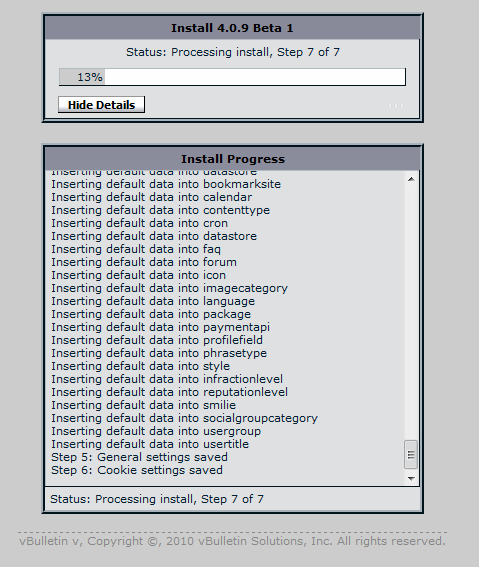 Install 4.0.9 Beta 1
Status: Processing install, Step 7 of 7
13%
Hide Details
Install Progress
Inserting default data into datastore
Inserting default data into bookmarksite
Inserting default data into calendar
Inserting default data into contenttype
Inserting default data into cron
Inserting default data into datastore
Inserting default data into faq
Inserting default data into forum
Inserting default data into icon
Inserting default data into imagecategory
Inserting default data into language
Inserting default data into package
Inserting default data into paymentapi
Inserting default data into profilefield
Inserting default data into phrasetype
Inserting default data into style
Inserting default data into infractionlevel
Inserting default data into reputationlevel
Inserting default data into smilie
Inserting default data into socialgroupcategory
Inserting default data into usergroup
Inserting default data into usertitle
Step 5: General settings saved
Step 6: Cookie settings saved
Status: Processing install, Step 7 of 7
vBulletin v, Copyright ©, 2010 vBulletin Solutions, Inc. All rights reserved.